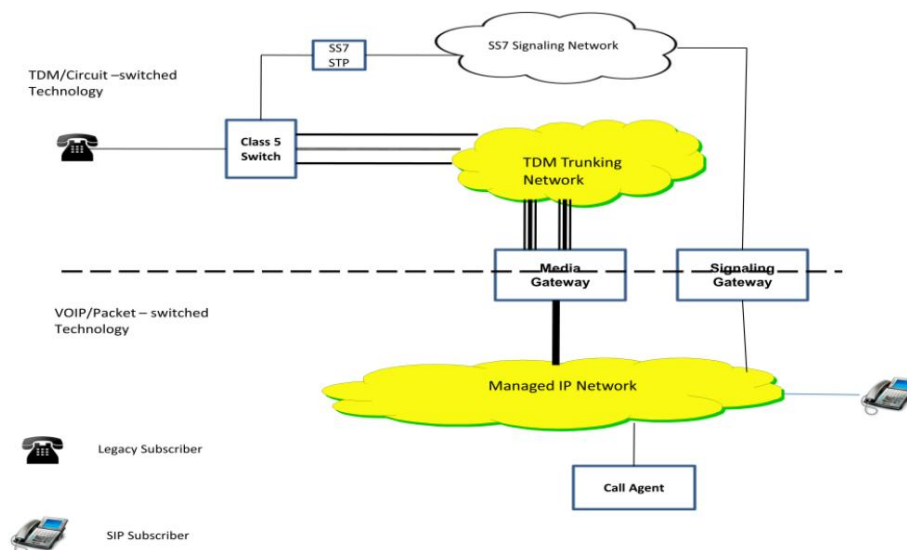 SS7
STP
SS7 Signaling Network
TDM/Circuit –switched
Technology
Class 5
Switch
TDM Trunking
Network
Media
Gateway
Signaling
Gateway
VOIP/Packet – switched
Technology
Managed IP Network
Legacy Subscriber
Call Agent
SIP Subscriber